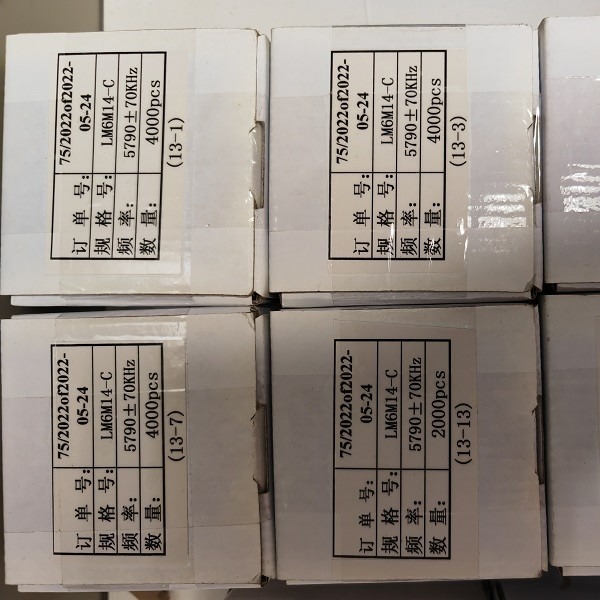 订 单 号: 75/2022of2022-
05-24
规 格 号: LM6M14-C
频 率: 5790±70KHz
数 量: 4000pcs
(13-1)
订 单 号: 75/2022of2022-
05-24
规 格 号: LM6M14-C
频 率: 5790±70KHz
数 量: 4000pcs
(13-3)
订 单 号: 75/2022of2022-
05-24
规 格 号: LM6M14-C
频 率: 5790±70KHz
数 量: 4000pcs
(13-7)
订 单 号: 75/2022of2022-
05-24
规 格 号: LM6M14-C
频 率: 5790±70KHz
数 量: 2000pcs
(13-13)